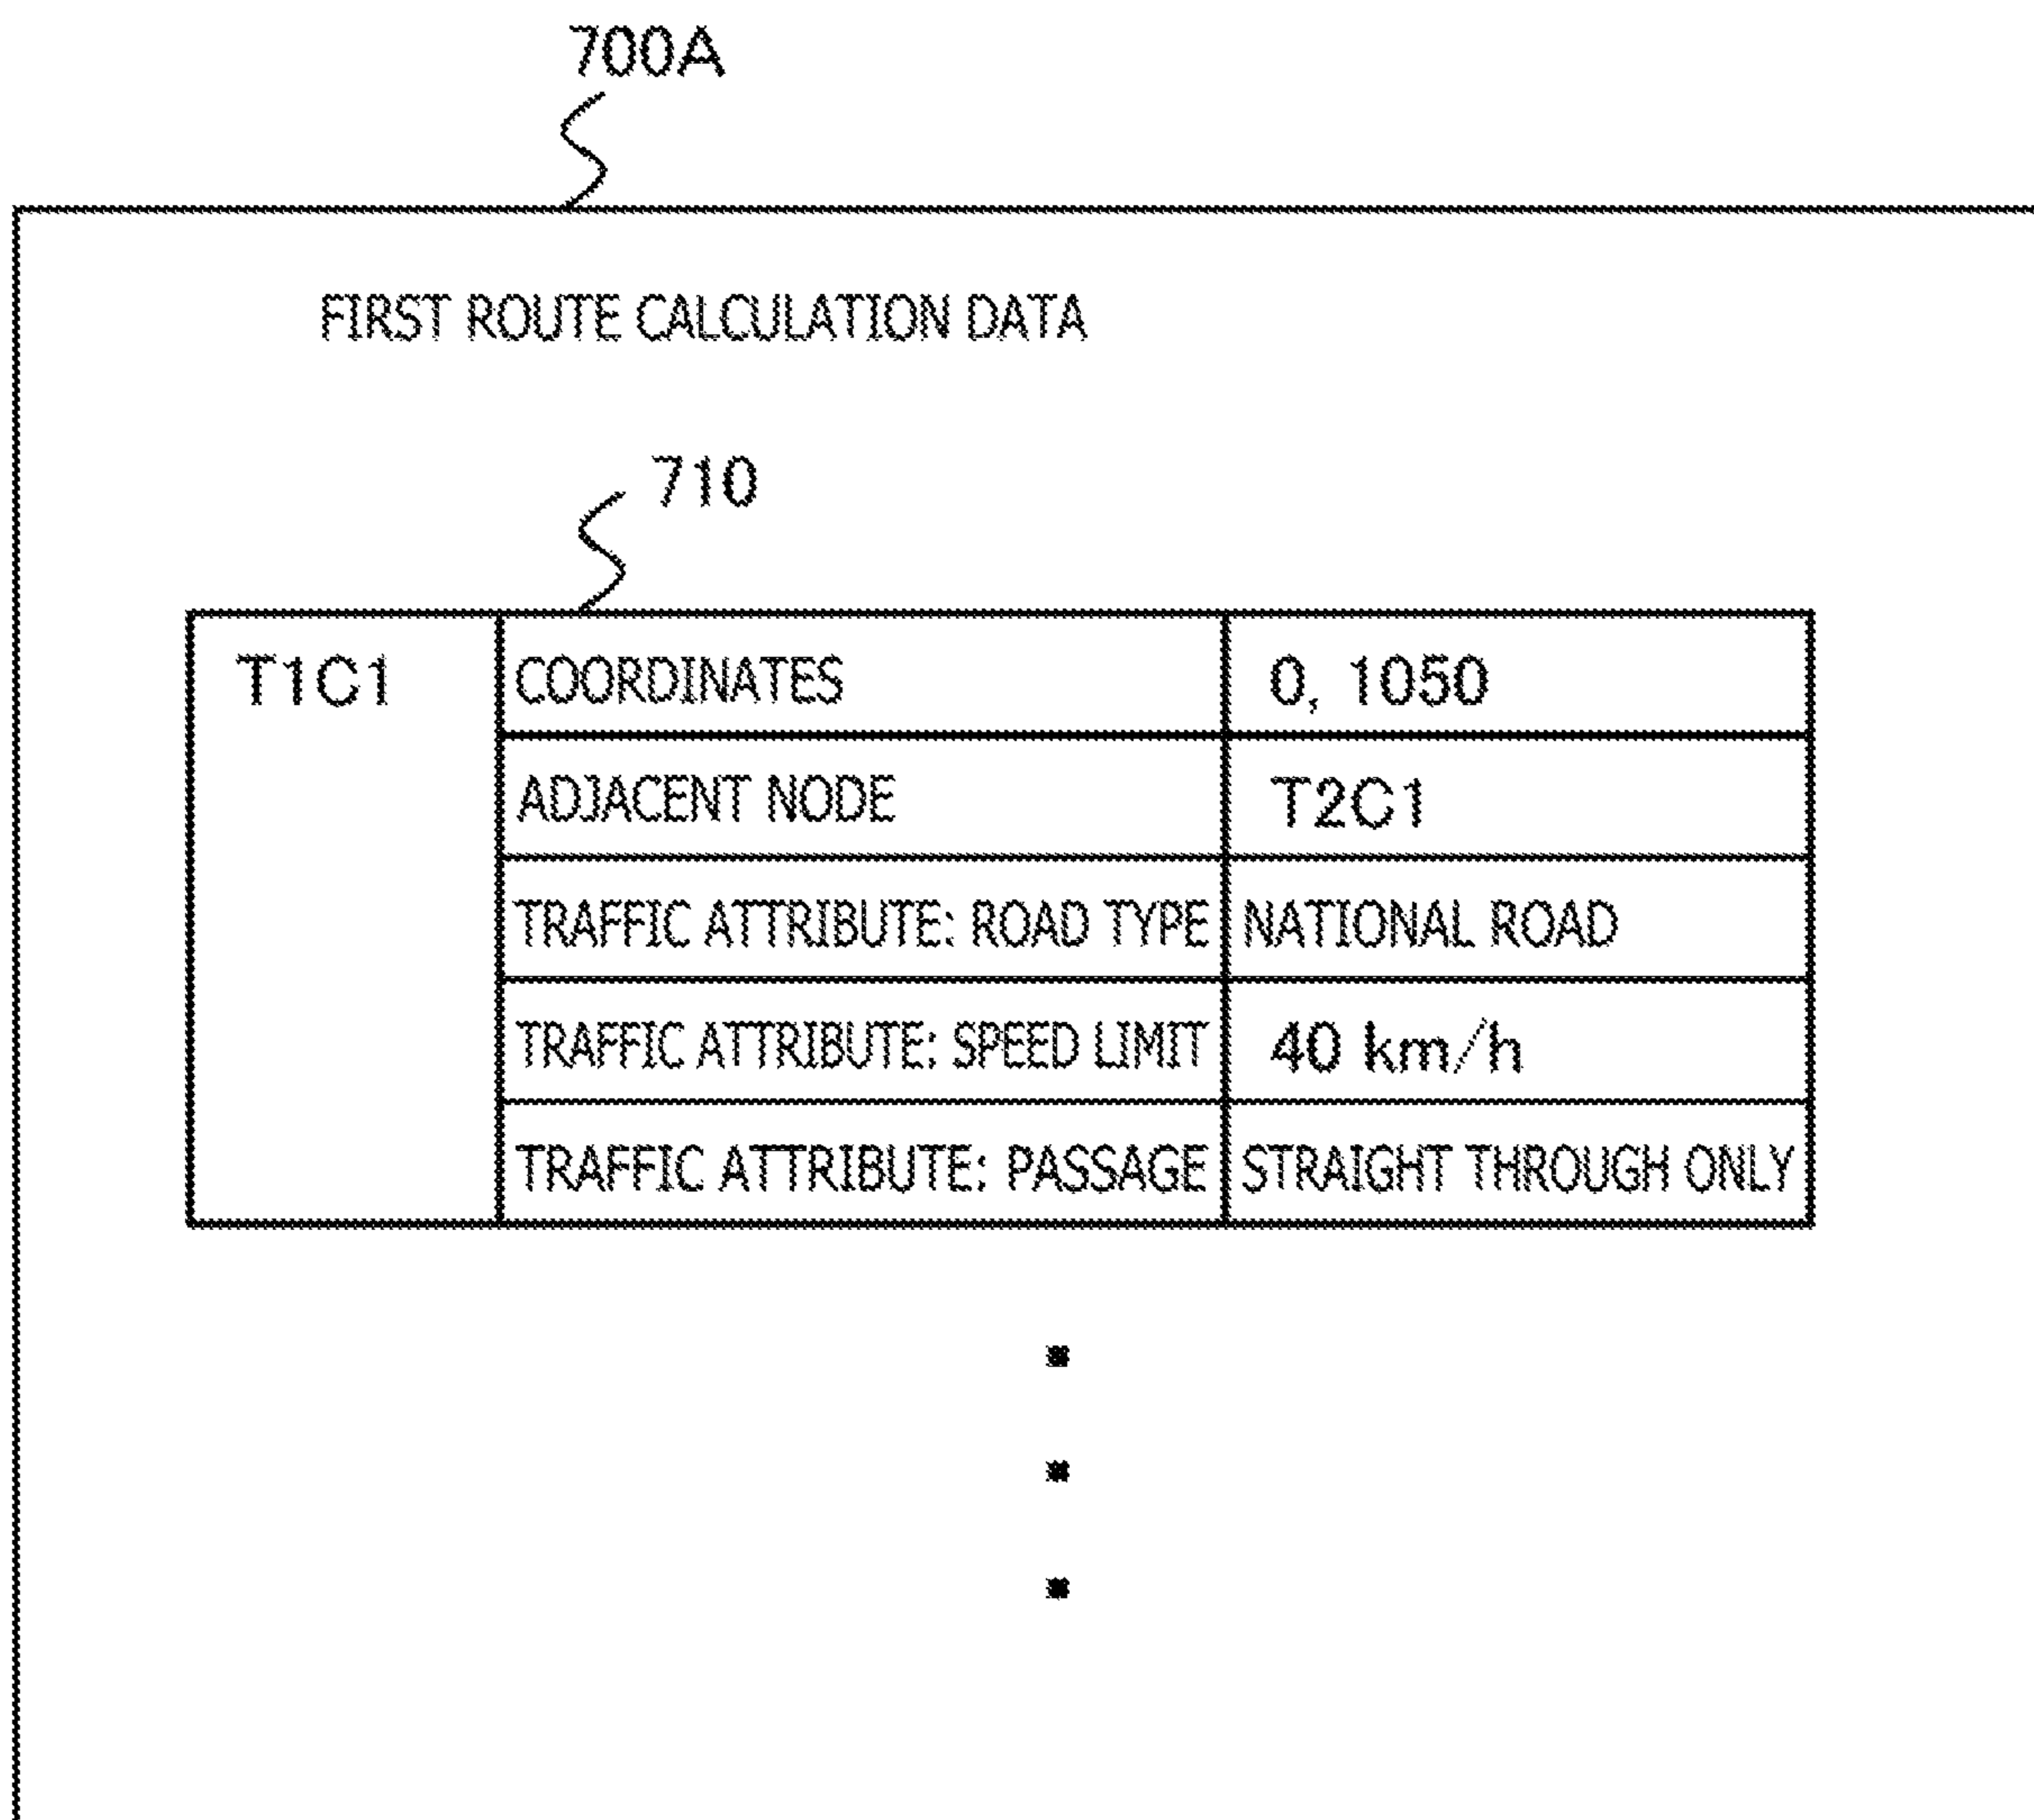 700A
FIRST ROUTE CALCULATION DATA
710
T1C1 COORDINATES 0, 1050
ADJACENT NODE T2C1
TRAFFIC ATTRIBUTE: ROAD TYPE NATIONAL ROAD
TRAFFIC ATTRIBUTE: SPEED LIMIT 40 km/h
TRAFFIC ATTRIBUTE: PASSAGE STRAIGHT THROUGH ONLY